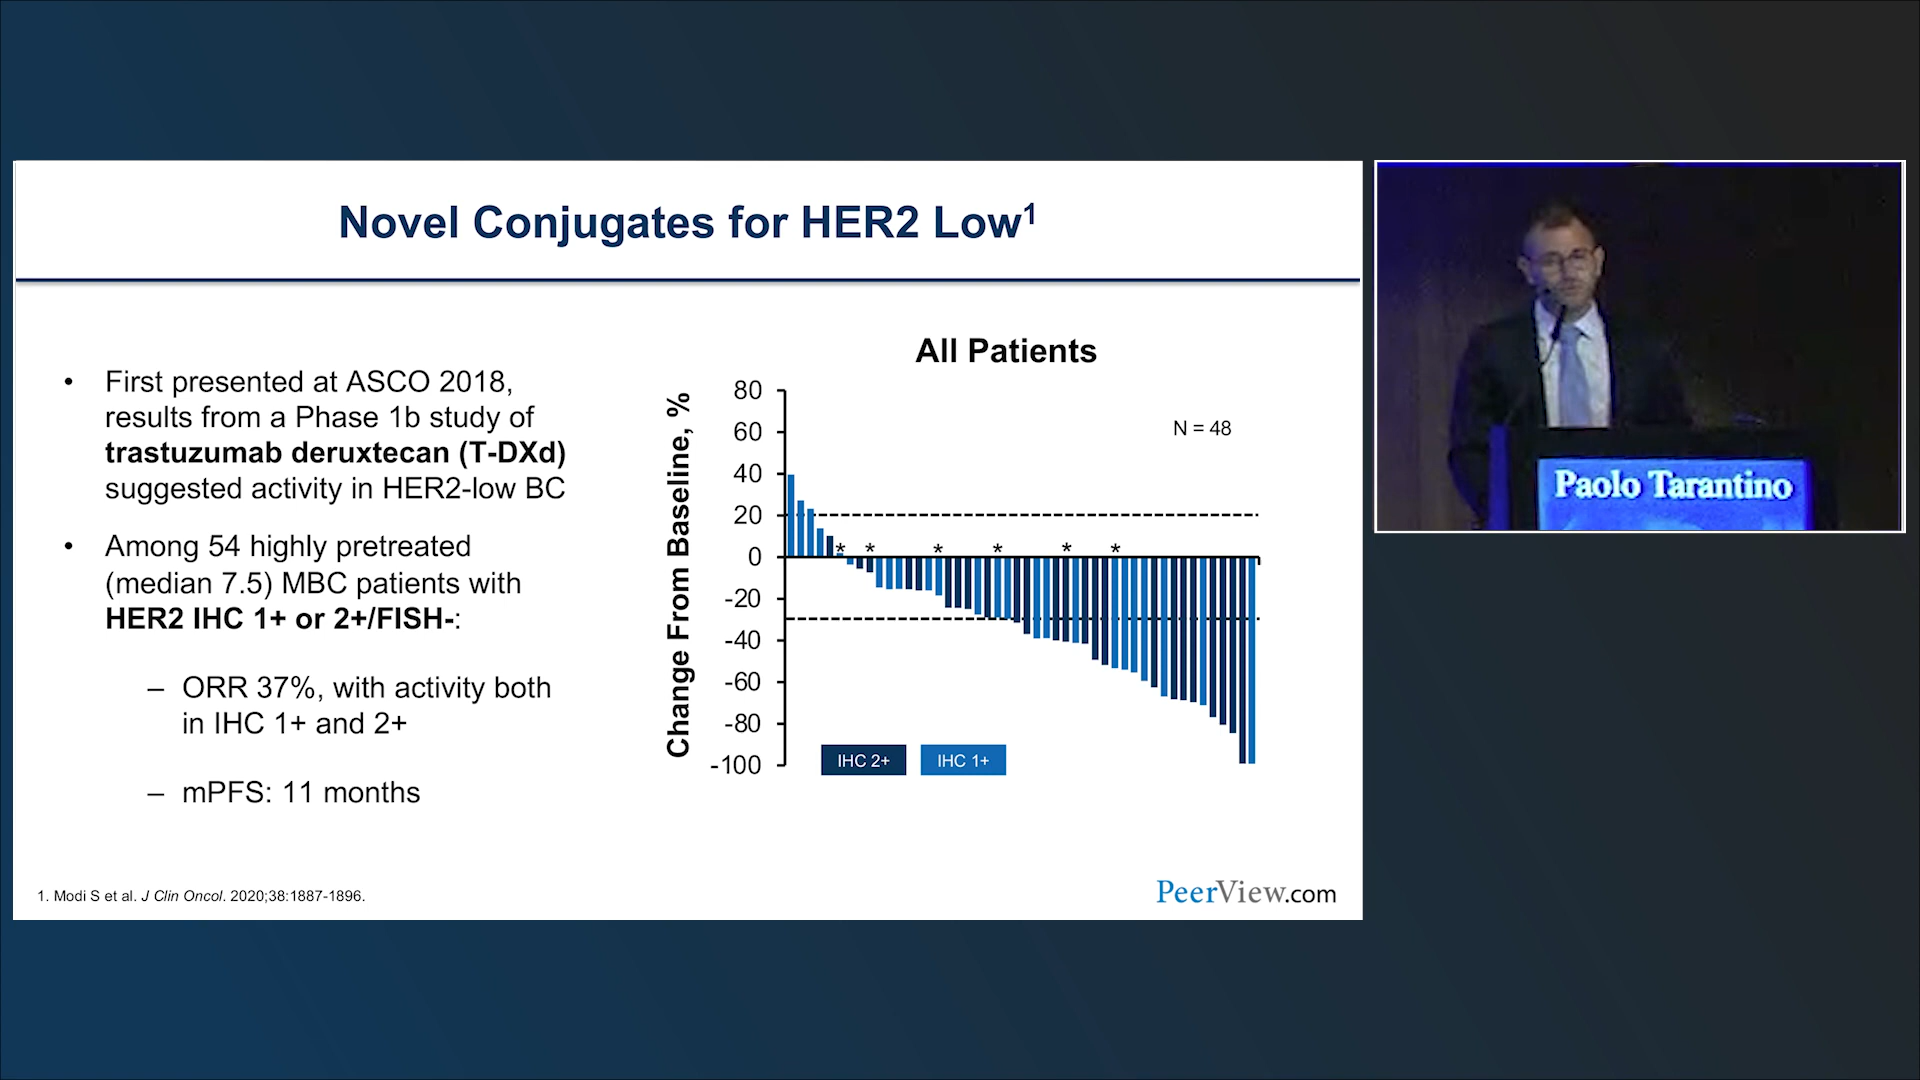 Novel Conjugates for HER2 Low1
• First presented at ASCO 2018,
results from a Phase 1b study of
trastuzumab deruxtecan (T-DXd)
suggested activity in HER2-low BC
• Among 54 highly pretreated
(median 7.5) MBC patients with
HER2 IHC 1+ or 2+/FISH-:
– ORR 37%, with activity both
in IHC 1+ and 2+
– mPFS: 11 months
All Patients
Change From Baseline, %
80
60
40
20
0
-20
-40
-60
-80
-100
N = 48
* * * * * *
IHC 2+
IHC 1+
1. Modi S et al. J Clin Oncol. 2020;38:1887-1896.
PeerView.com
Paolo Tarantino